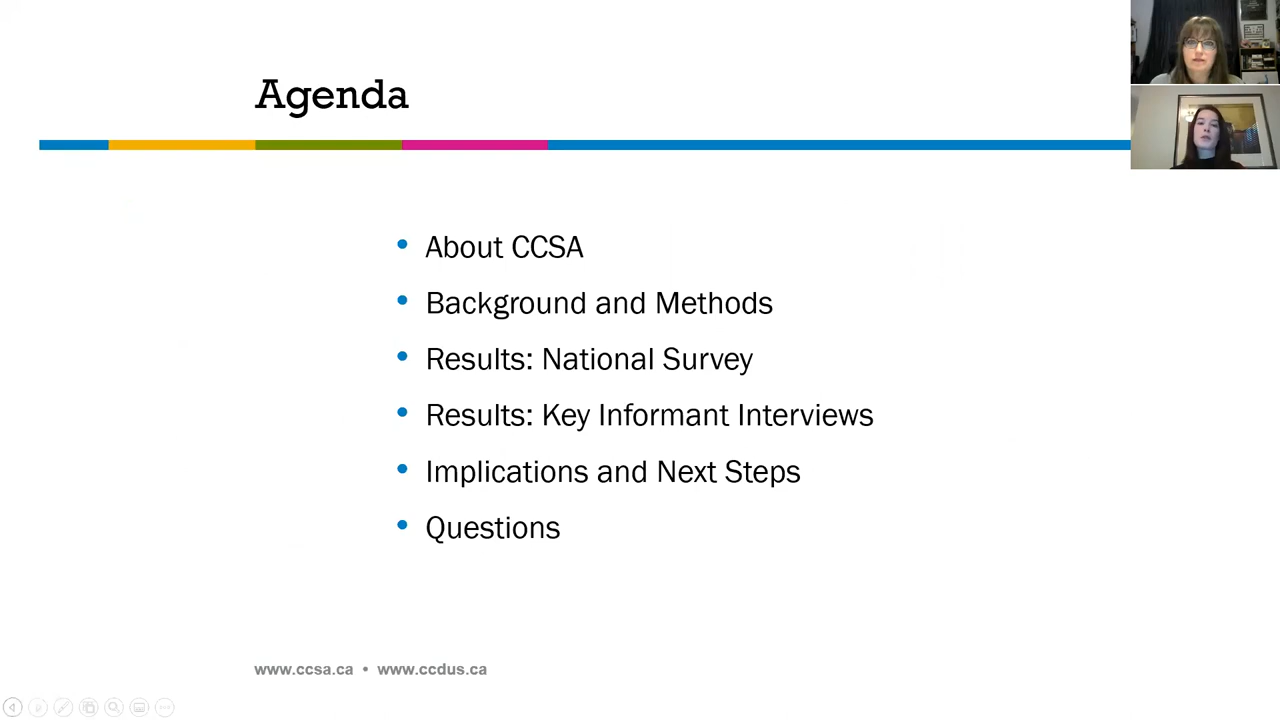 Agenda
• About CCSA
• Background and Methods
• Results: National Survey
• Results: Key Informant Interviews
• Implications and Next Steps
• Questions
www.ccsa.ca • www.ccdus.ca